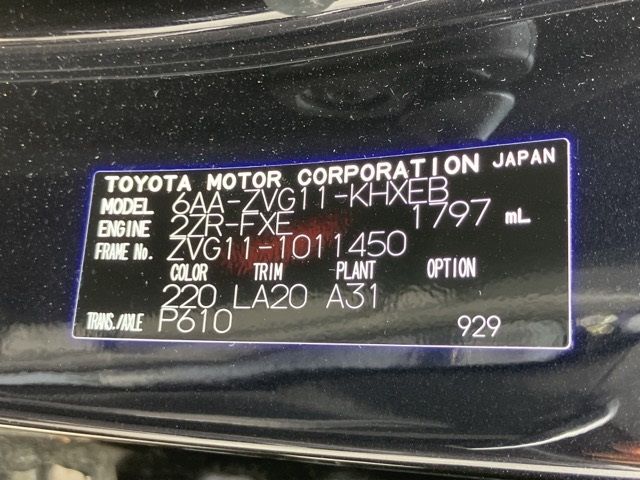 TOYOTA MOTOR CORPORATION JAPAN
MODEL 6AA-ZVG11-KHXEB
ENGINE 2ZR-FXE 1797 mL
FRAME No. ZVG11-1011450
COLOR TRIM PLANT OPTION
220 LA20 A31
TRANS./AXLE P610 929